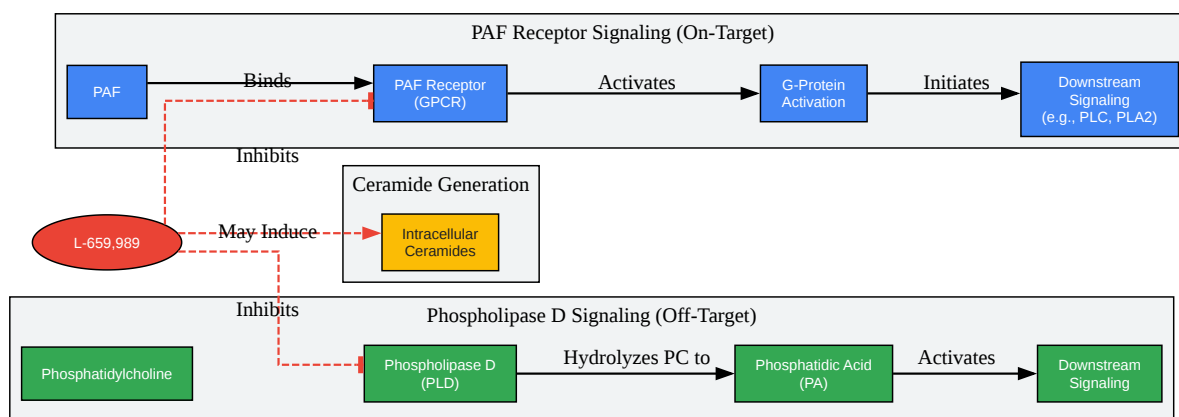 PAF Receptor Signaling (On-Target)
PAF
Binds
PAF Receptor
(GPCR)
Activates
G-Protein
Activation
Initiates
Downstream
Signaling
(e.g., PLC, PLA2)
Inhibits
Ceramide Generation
L-659,989
May Induce
Intracellular
Ceramides
Inhibits
Phospholipase D Signaling (Off-Target)
Phosphatidylcholine
Phospholipase D
(PLD)
Hydrolyzes PC to
Phosphatidic Acid
(PA)
Activates
Downstream
Signaling